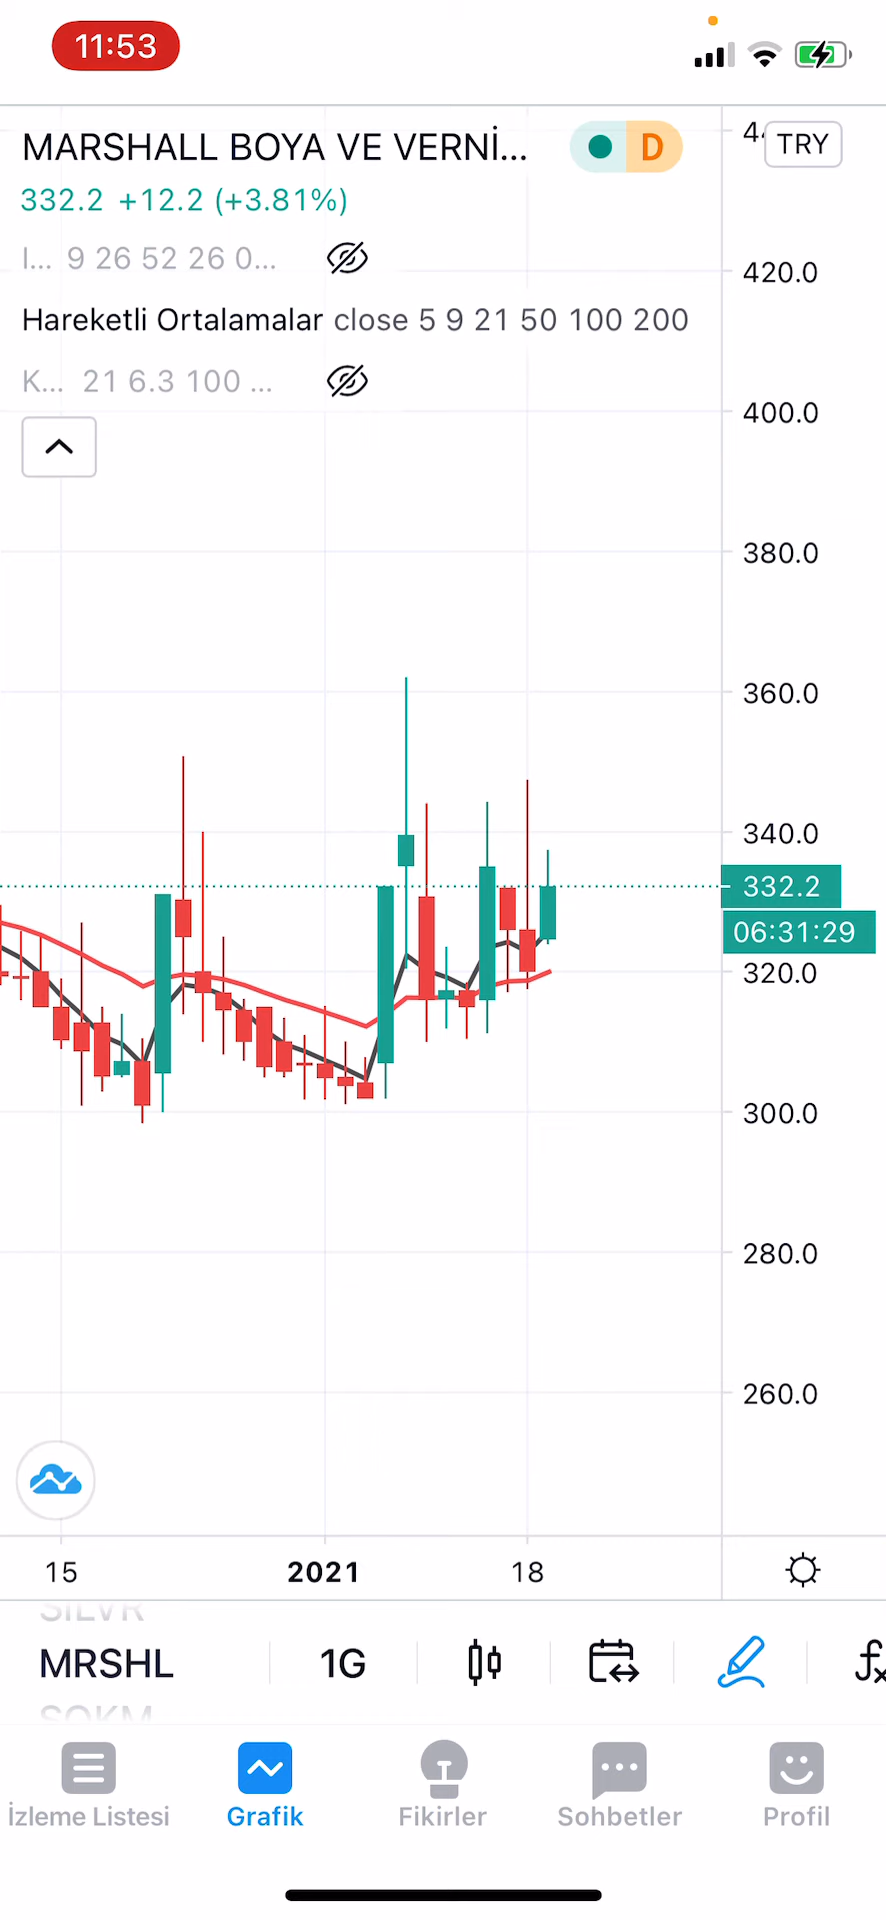 11:53
MARSHALL BOYA VE VERNİ...
D
TRY
332.2 +12.2 (+3.81%)
I... 9 26 52 26 0...
Hareketli Ortalamalar close 5 9 21 50 100 200
K... 21 6.3 100 ...
420.0
400.0
380.0
360.0
340.0
332.2
06:31:29
320.0
300.0
280.0
260.0
15
2021
18
MRSHL
1G
İzleme Listesi
Grafik
Fikirler
Sohbetler
Profil